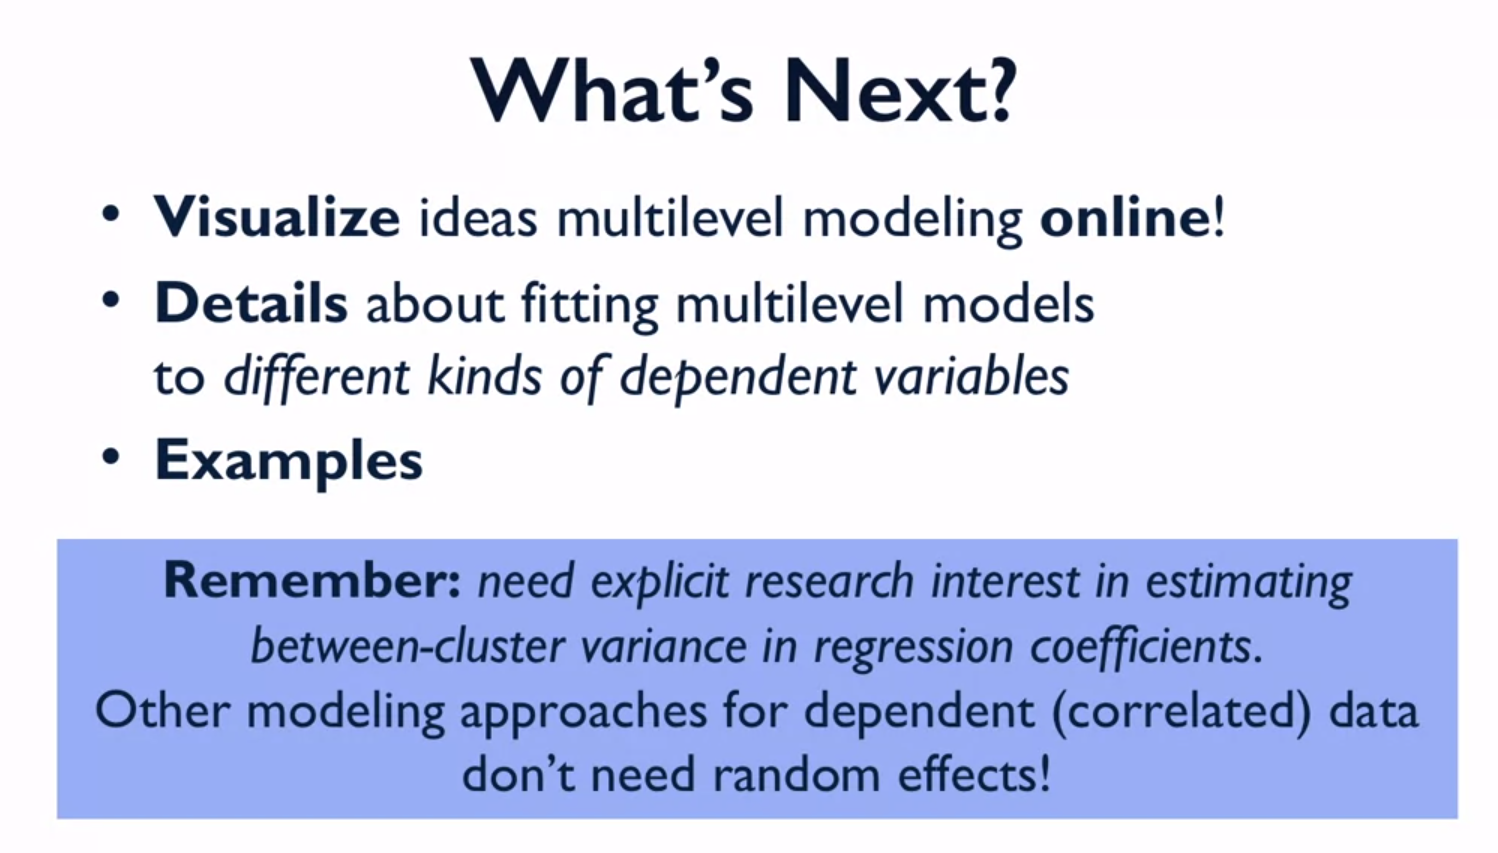 What’s Next?
• Visualize ideas multilevel modeling online!
• Details about fitting multilevel models
to different kinds of dependent variables
• Examples
Remember: need explicit research interest in estimating
between-cluster variance in regression coefficients.
Other modeling approaches for dependent (correlated) data
don’t need random effects!